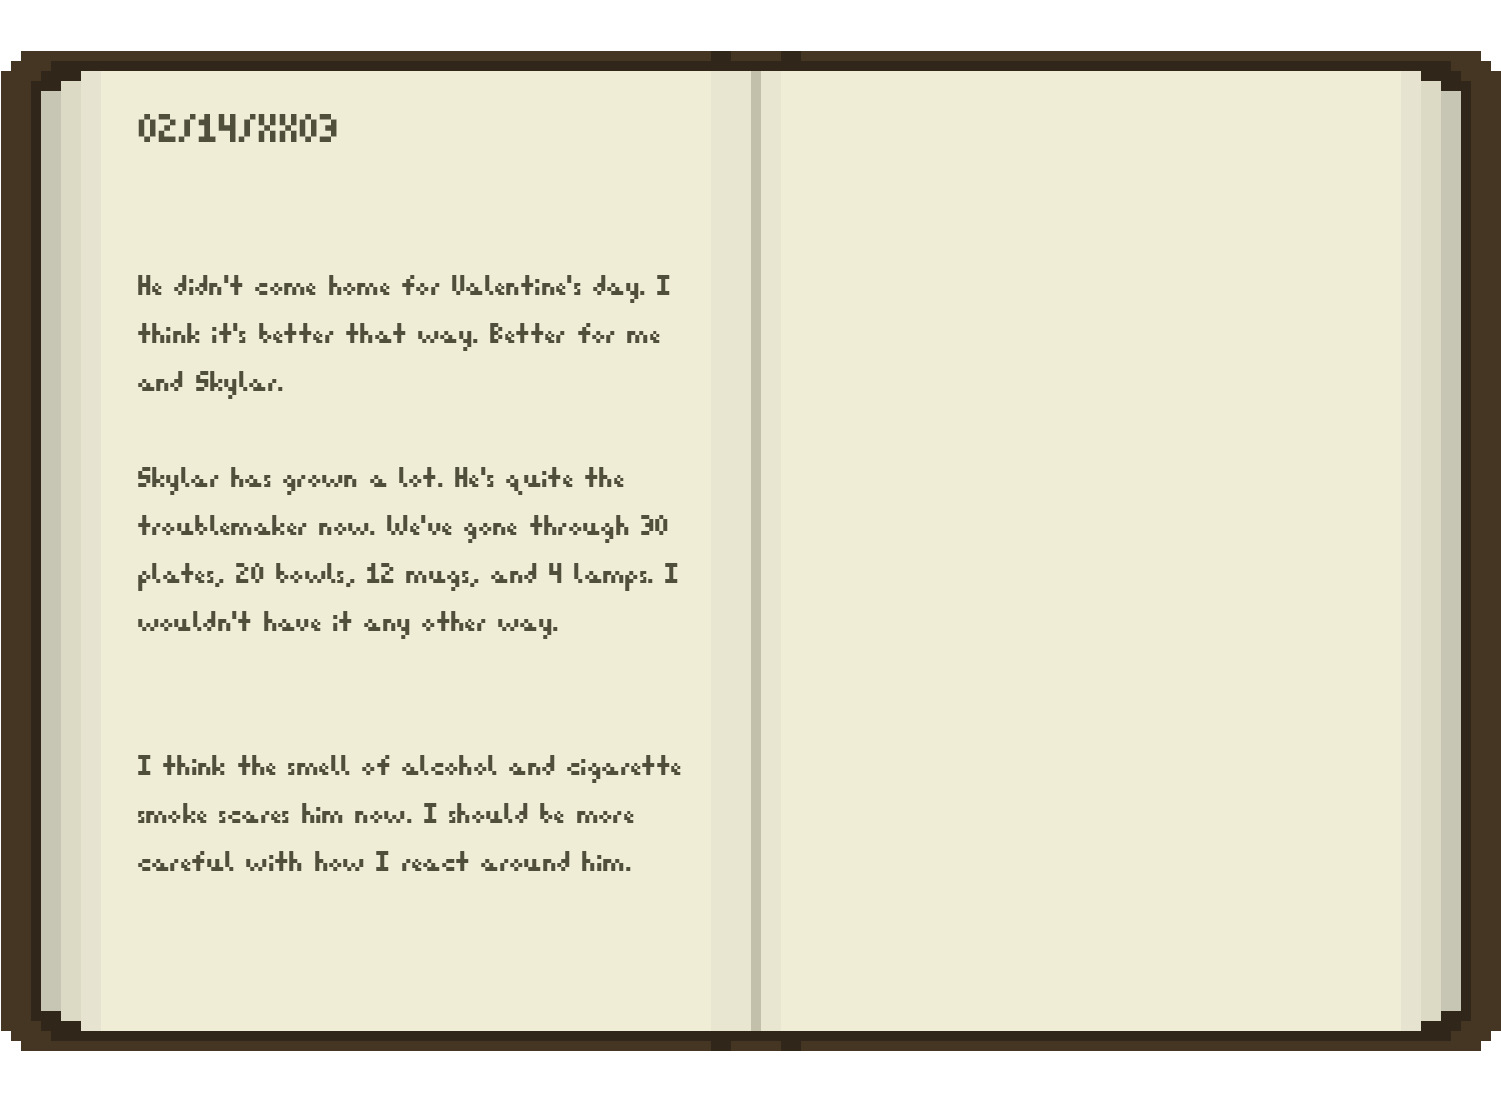 02/14/XX03
He didn't come home for Valentine's day. I
think it's better that way. Better for me
and Skylar.
Skylar has grown a lot. He's quite the
troublemaker now. We've gone through 30
plates, 20 bowls, 12 mugs, and 4 lamps. I
wouldn't have it any other way.
I think the smell of alcohol and cigarette
smoke scares him now. I should be more
careful with how I react around him.